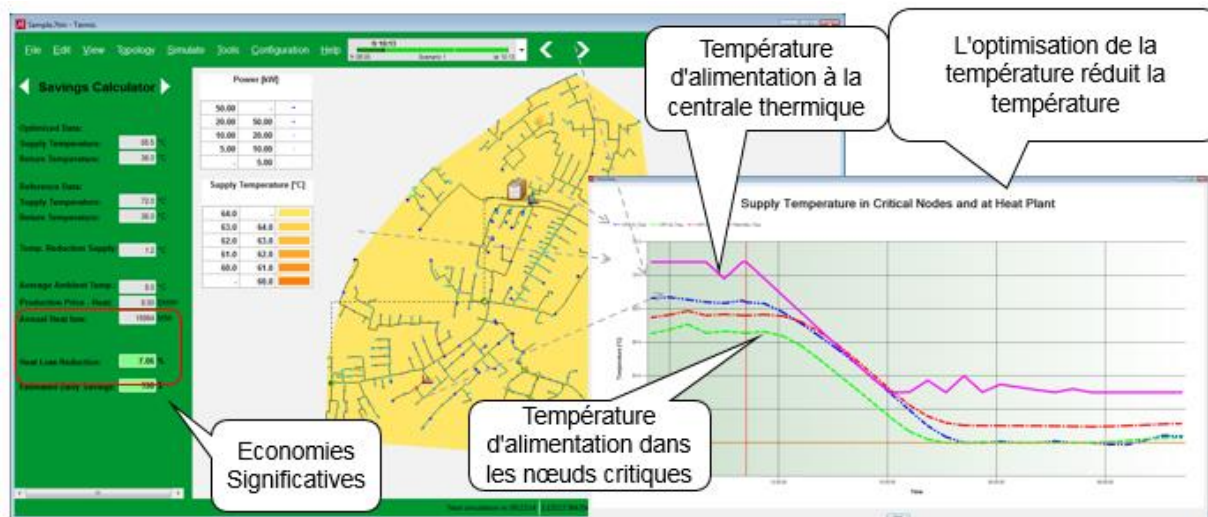 Sample.7tm - Termis
File Edit View Topology Simulate Tools Configuration Help
Scenario 1
Savings Calculator
Optimized Data:
Supply Temperature: °C
Return Temperature: °C
Reference Data:
Supply Temperature: 72.0 °C
Return Temperature: °C
Temp. Reduction Supply: °C
Average Ambient Temp.: °C
Production Price - Heat:
Annual Heat loss:
Heat Loss Reduction: 7.06 %
Estimated Daily Savings:
Economies
Significatives
Power [kW]
50.00 -
20.00 50.00
10.00 20.00
5.00 10.00
- 5.00
Supply Temperature [°C]
64.0 -
63.0 64.0
62.0 63.0
61.0 62.0
60.0 61.0
- 60.0
Température
d'alimentation à la
centrale thermique
L'optimisation de la
température réduit la
température
Supply Temperature in Critical Nodes and at Heat Plant
Temperature [°C]
Time
Température
d'alimentation dans
les nœuds critiques